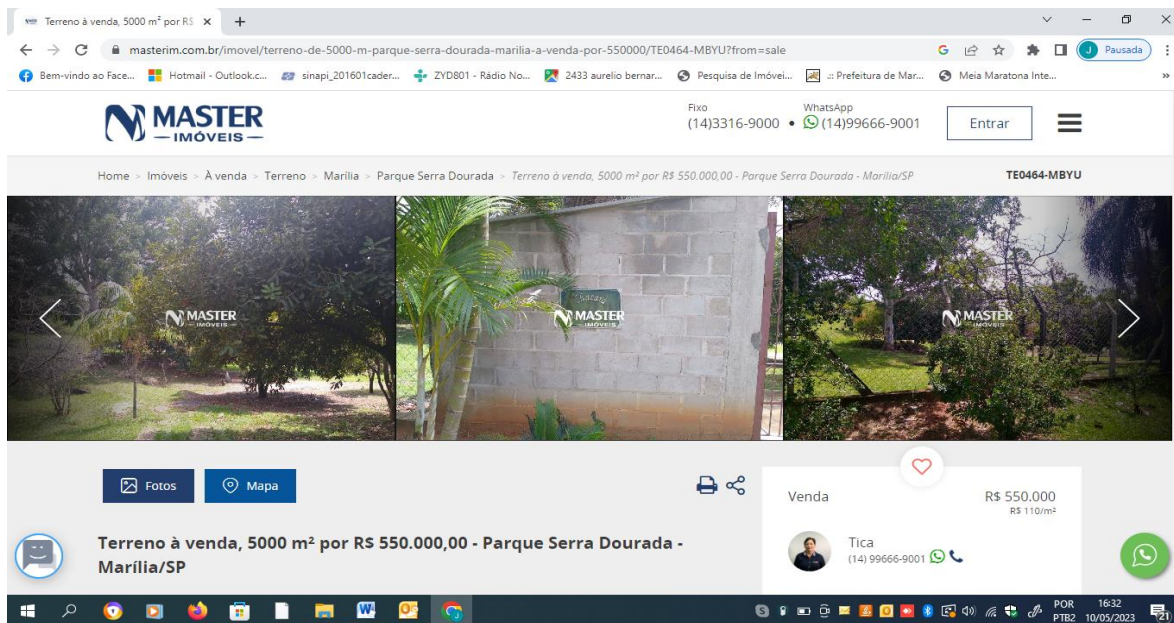 Terreno à venda, 5000 m² por R$
masterim.com.br/imovel/terreno-de-5000-m-parque-serra-dourada-marilia-a-venda-por-550000/TE0464-MBYU?from=sale
J Pausada
Bem-vindo ao Face... Hotmail - Outlook.c... sinapi_201601cader... ZYD801 - Rádio No... 2433 aurelio bernar... Pesquisa de Imóvei... .:: Prefeitura de Mar... Meia Maratona Inte... »
MASTER
IMÓVEIS
Fixo
(14)3316-9000
WhatsApp
(14)99666-9001
Entrar
Home > Imóveis > À venda > Terreno > Marília > Parque Serra Dourada > Terreno à venda, 5000 m² por R$ 550.000,00 - Parque Serra Dourada - Marília/SP
TE0464-MBYU
MASTER
IMÓVEIS
MASTER
IMÓVEIS
MASTER
IMÓVEIS
Fotos
Mapa
Venda
R$ 550.000
R$ 110/m²
Tica
(14) 99666-9001
Terreno à venda, 5000 m² por R$ 550.000,00 - Parque Serra Dourada -
Marília/SP
POR
PTB2
16:32
10/05/2023
21